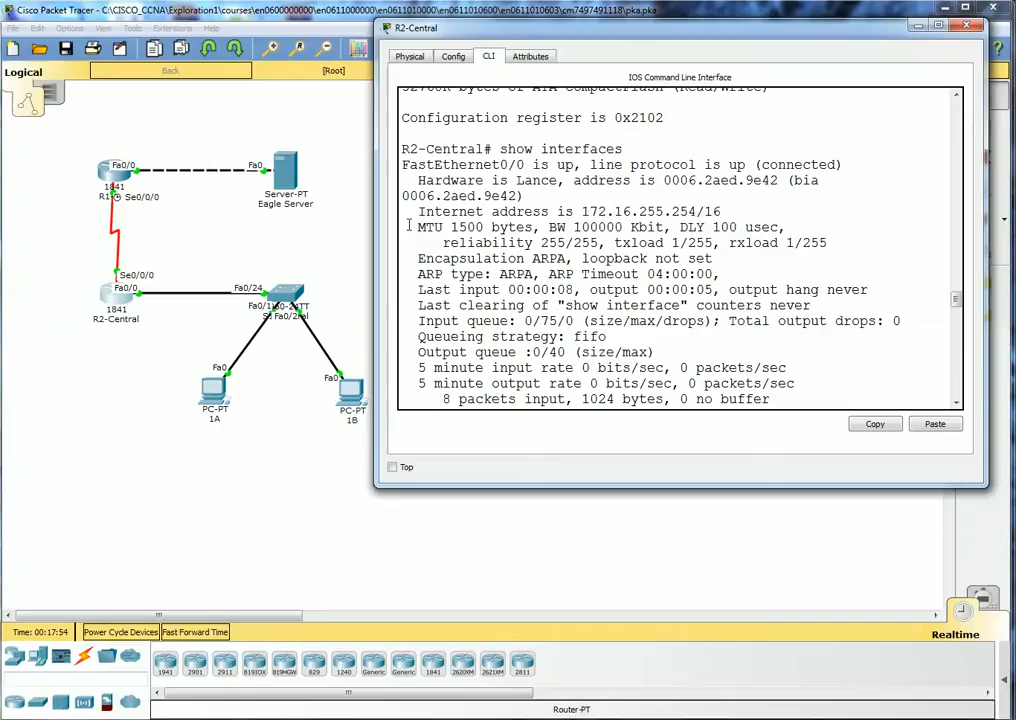 Cisco Packet Tracer - C:\CISCO_CCNA\Exploration1\courses\en0600000000\en0611000000\en0611010000\en0611010600\en0611010603\cm7497491118\pka.pka
File Edit Options View Tools Extensions Help
Logical
Back
[Root]
Fa0/0
Fa0
1841
Se0/0/0
Server-PT
Eagle Server
Se0/0/0
Fa0/0
Fa0/24
1841
R2-Central
Fa0
Fa0
PC-PT
1A
PC-PT
1B
R2-Central
Physical Config CLI Attributes
IOS Command Line Interface
Configuration register is 0x2102
R2-Central# show interfaces
FastEthernet0/0 is up, line protocol is up (connected)
Hardware is Lance, address is 0006.2aed.9e42 (bia
0006.2aed.9e42)
Internet address is 172.16.255.254/16
MTU 1500 bytes, BW 100000 Kbit, DLY 100 usec,
reliability 255/255, txload 1/255, rxload 1/255
Encapsulation ARPA, loopback not set
ARP type: ARPA, ARP Timeout 04:00:00,
Last input 00:00:08, output 00:00:05, output hang never
Last clearing of "show interface" counters never
Input queue: 0/75/0 (size/max/drops); Total output drops: 0
Queueing strategy: fifo
Output queue :0/40 (size/max)
5 minute input rate 0 bits/sec, 0 packets/sec
5 minute output rate 0 bits/sec, 0 packets/sec
8 packets input, 1024 bytes, 0 no buffer
Copy Paste
Top
Time: 00:17:54 Power Cycle Devices Fast Forward Time
Realtime
1941 2901 2911 819IOX 819HGW 829 1240 Generic Generic 1841 2620XM 2621XM 2811
Router-PT